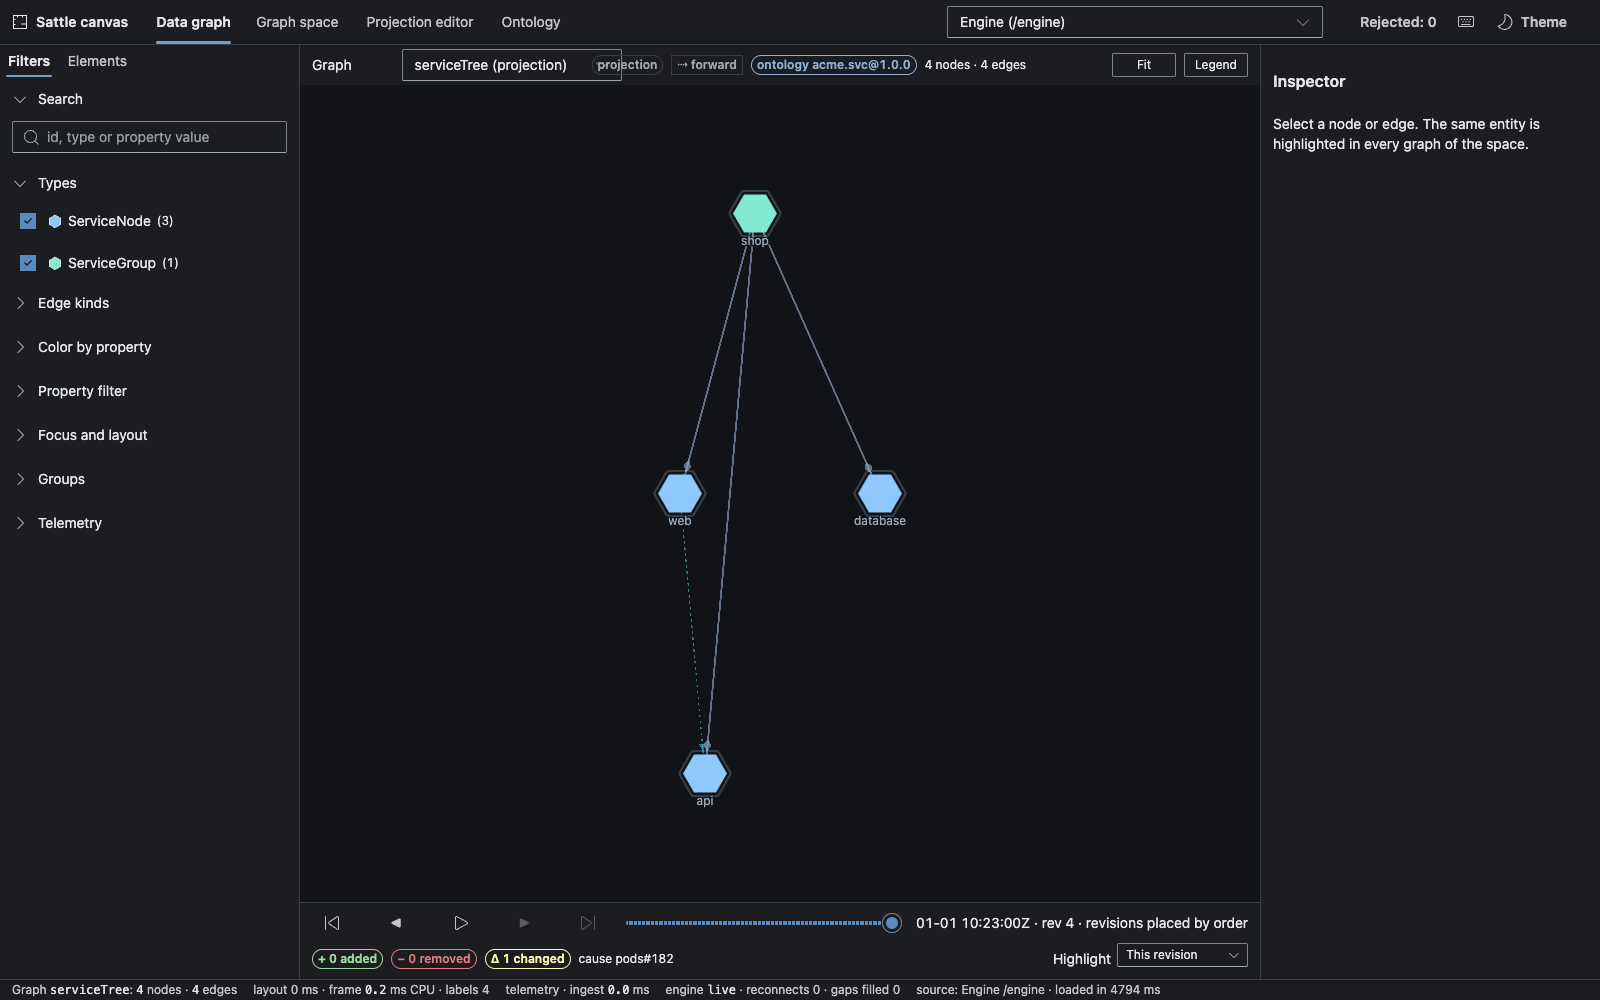 Sattle canvas
Data graph
Graph space
Projection editor
Ontology
Engine (/engine)
Rejected: 0
Theme
Filters
Elements
Search
id, type or property value
Types
ServiceNode (3)
ServiceGroup (1)
Edge kinds
Color by property
Property filter
Focus and layout
Groups
Telemetry
Graph
serviceTree (projection)
projection
⇢ forward
ontology acme.svc@1.0.0
4 nodes · 4 edges
Fit
Legend
shop
web
database
api
Inspector
Select a node or edge. The same entity is
highlighted in every graph of the space.
01-01 10:23:00Z · rev 4 · revisions placed by order
+ 0 added
− 0 removed
Δ 1 changed
cause pods#182
Highlight
This revision
Graph serviceTree: 4 nodes · 4 edges
layout 0 ms · frame 0.2 ms CPU · labels 4
telemetry · ingest 0.0 ms
engine live · reconnects 0 · gaps filled 0
source: Engine /engine · loaded in 4794 ms